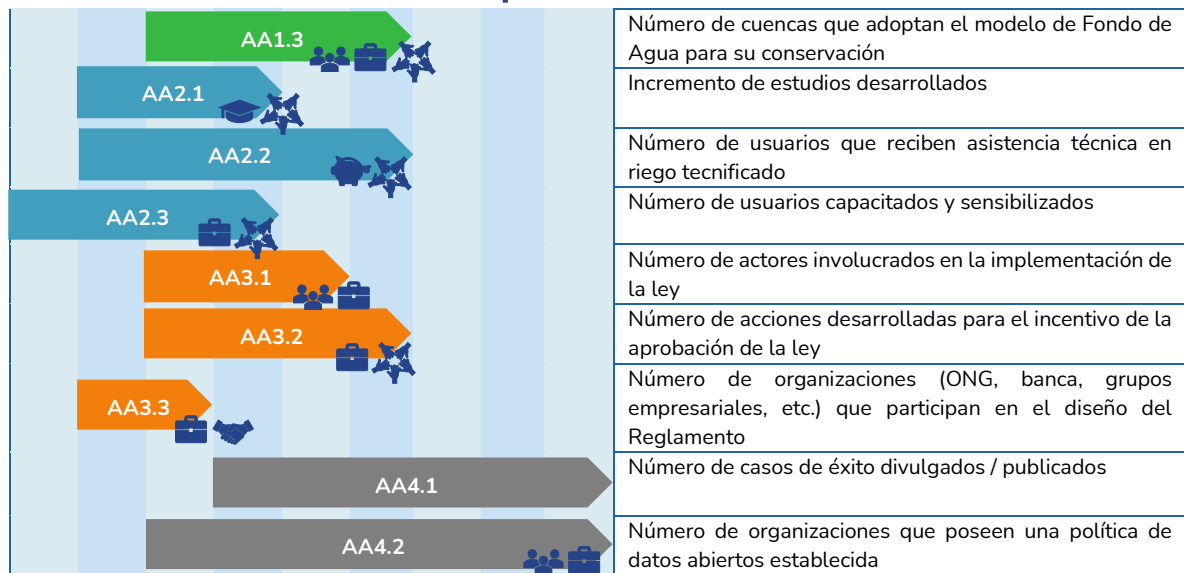 AA1.3
Número de cuencas que adoptan el modelo de Fondo de
Agua para su conservación
AA2.1
Incremento de estudios desarrollados
AA2.2
Número de usuarios que reciben asistencia técnica en
riego tecnificado
AA2.3
Número de usuarios capacitados y sensibilizados
AA3.1
Número de actores involucrados en la implementación de
la ley
AA3.2
Número de acciones desarrolladas para el incentivo de la
aprobación de la ley
AA3.3
Número de organizaciones (ONG, banca, grupos
empresariales, etc.) que participan en el diseño del
Reglamento
AA4.1
Número de casos de éxito divulgados / publicados
AA4.2
Número de organizaciones que poseen una política de
datos abiertos establecida